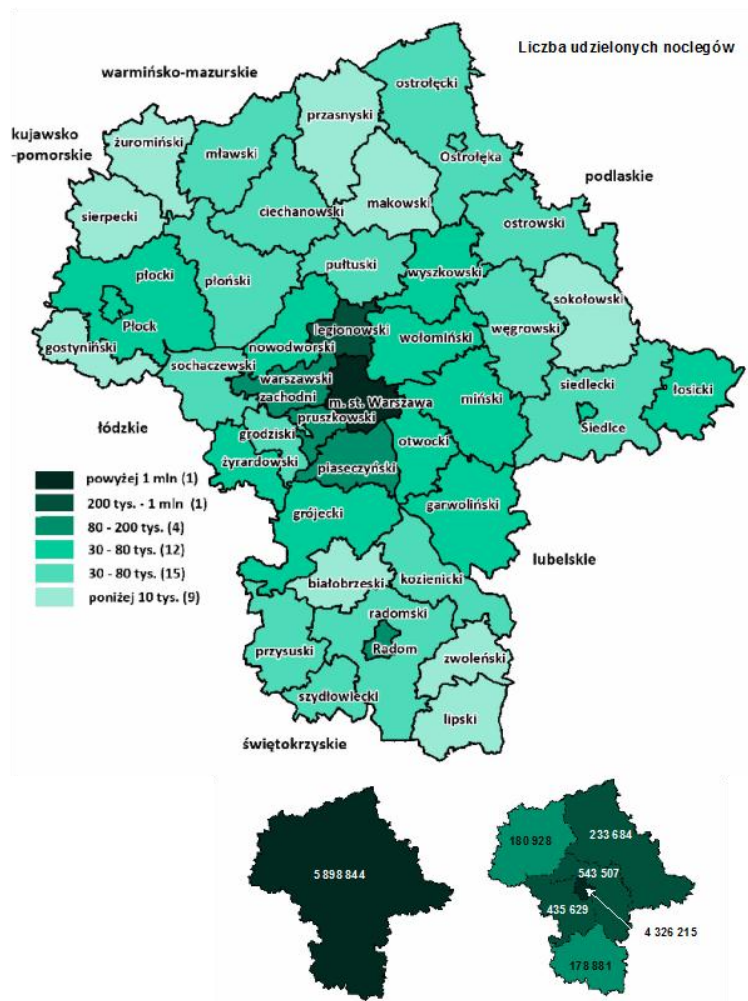 Liczba udzielonych noclegów
warmińsko-mazurskie
ostrołęcki
przasnyski
kujawsko
-pomorskie
żuromiński
mławski
Ostrołęka
podlaskie
makowski
sierpecki
ciechanowski
ostrowski
pułtuski
płocki
płoński
wyszkowski
sokołowski
Płock
legionowski
węgrowski
gostyniński
nowodworski
wołomiński
sochaczewski
siedlecki
warszawski
zachodni
łosicki
m. st. Warszawa
miński
pruszkowski
Siedlce
łódzkie
grodziski
otwocki
żyrardowski
piaseczyński
powyżej 1 mln (1)
200 tys. - 1 mln (1)
80 - 200 tys. (4)
30 - 80 tys. (12)
30 - 80 tys. (15)
poniżej 10 tys. (9)
grójecki
garwoliński
lubelskie
białobrzeski
kozienicki
radomski
przysuski
Radom
zwoleński
szydłowiecki
lipski
świętokrzyskie
5 898 844
180 928
233 684
543 507
435 629
4 326 215
178 881